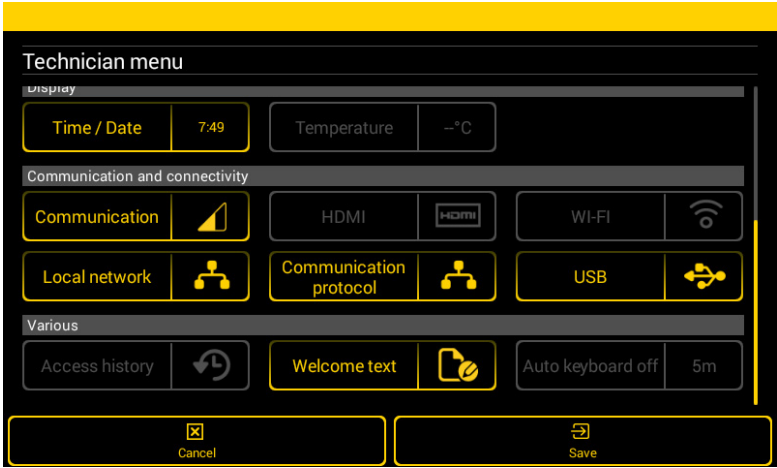 Technician menu
Display
Time / Date 7:49 Temperature --°C
Communication and connectivity
Communication HDMI HDMI WI-FI
Local network Communication protocol USB
Various
Access history Welcome text Auto keyboard off 5m
Cancel Save